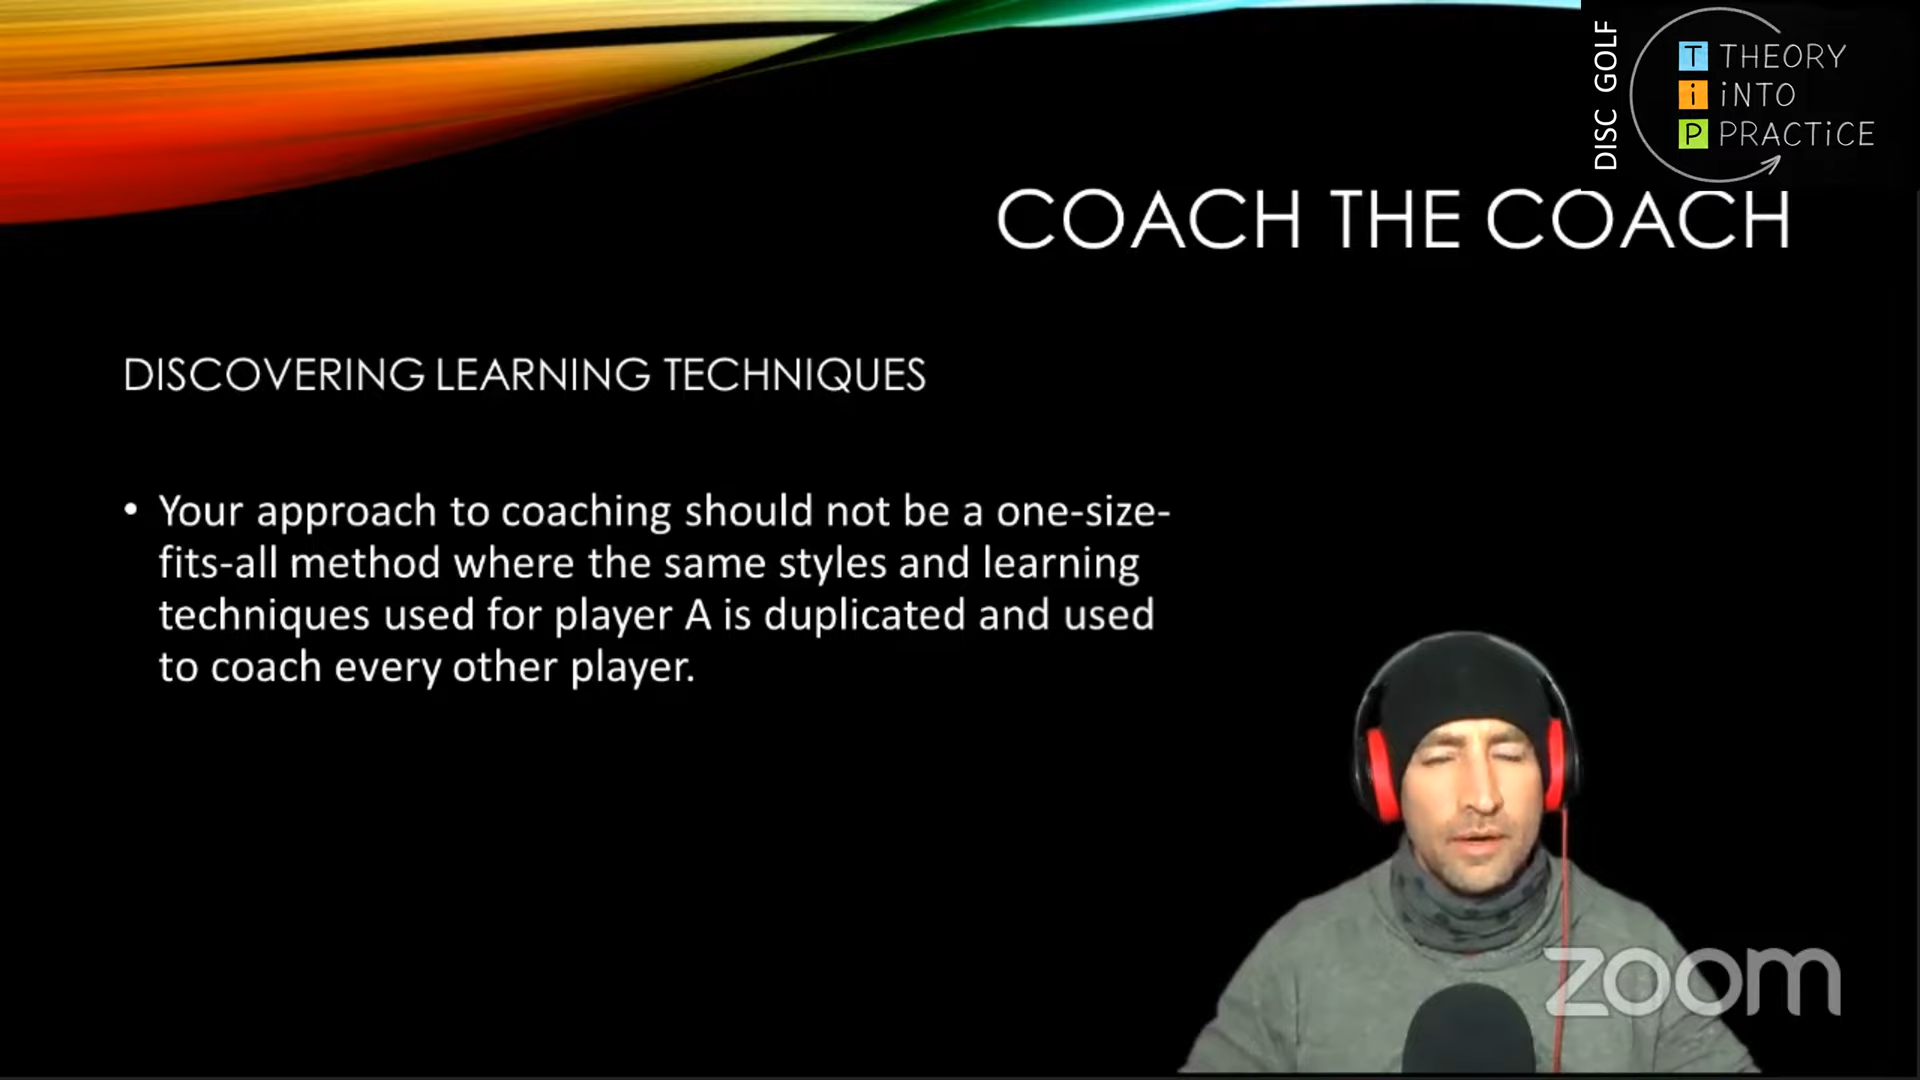 DISC GOLF
T THEORY
i iNTO
P PRACTiCE
COACH THE COACH
DISCOVERING LEARNING TECHNIQUES
• Your approach to coaching should not be a one-size-
fits-all method where the same styles and learning
techniques used for player A is duplicated and used
to coach every other player.
zoom